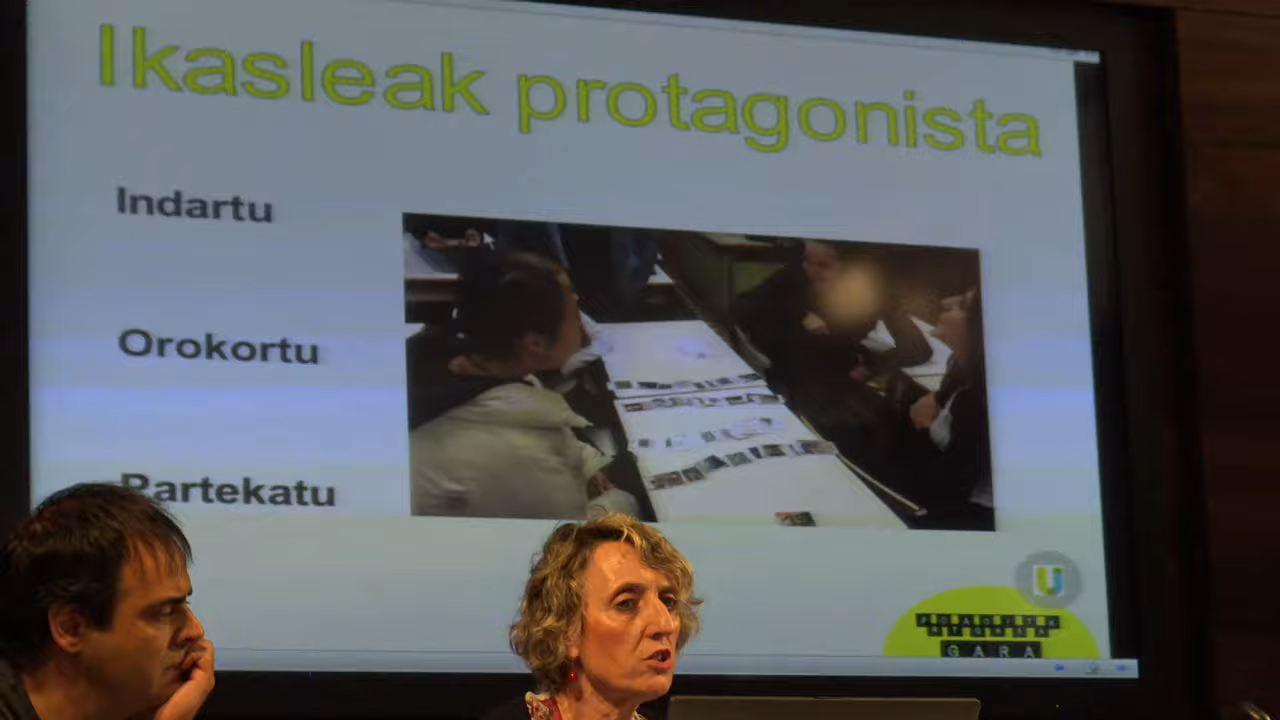 Ikasleak protagonista
Indartu
Orokortu
Partekatu
GARA